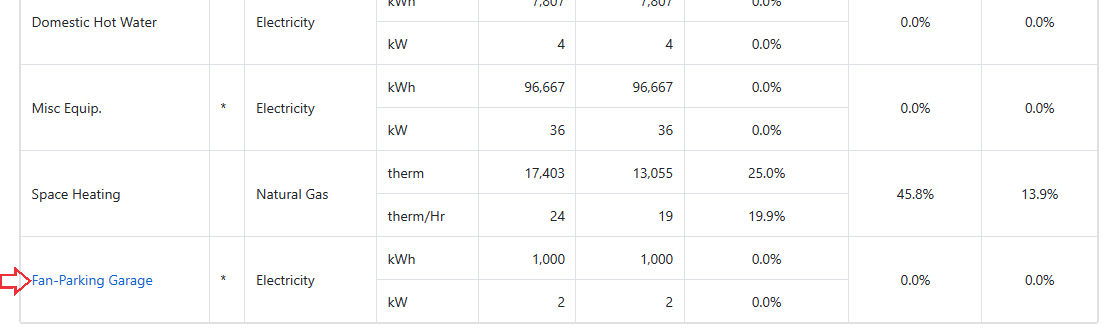 kWh 7,807 7,807 0.0%
Domestic Hot Water Electricity 0.0% 0.0%
kW 4 4 0.0%
kWh 96,667 96,667 0.0%
Misc Equip. * Electricity 0.0% 0.0%
kW 36 36 0.0%
therm 17,403 13,055 25.0%
Space Heating Natural Gas 45.8% 13.9%
therm/Hr 24 19 19.9%
kWh 1,000 1,000 0.0%
Fan-Parking Garage * Electricity 0.0% 0.0%
kW 2 2 0.0%